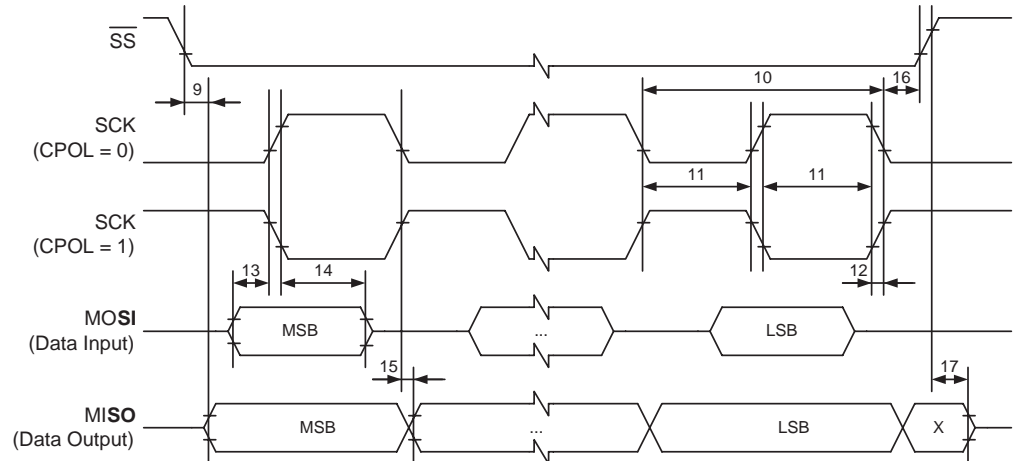 SS
10
9
16
SCK
(CPOL = 0)
11
11
SCK
(CPOL = 1)
13
14
12
MOSI
(Data Input)
MSB
...
LSB
15
17
MISO
(Data Output)
MSB
...
LSB
X